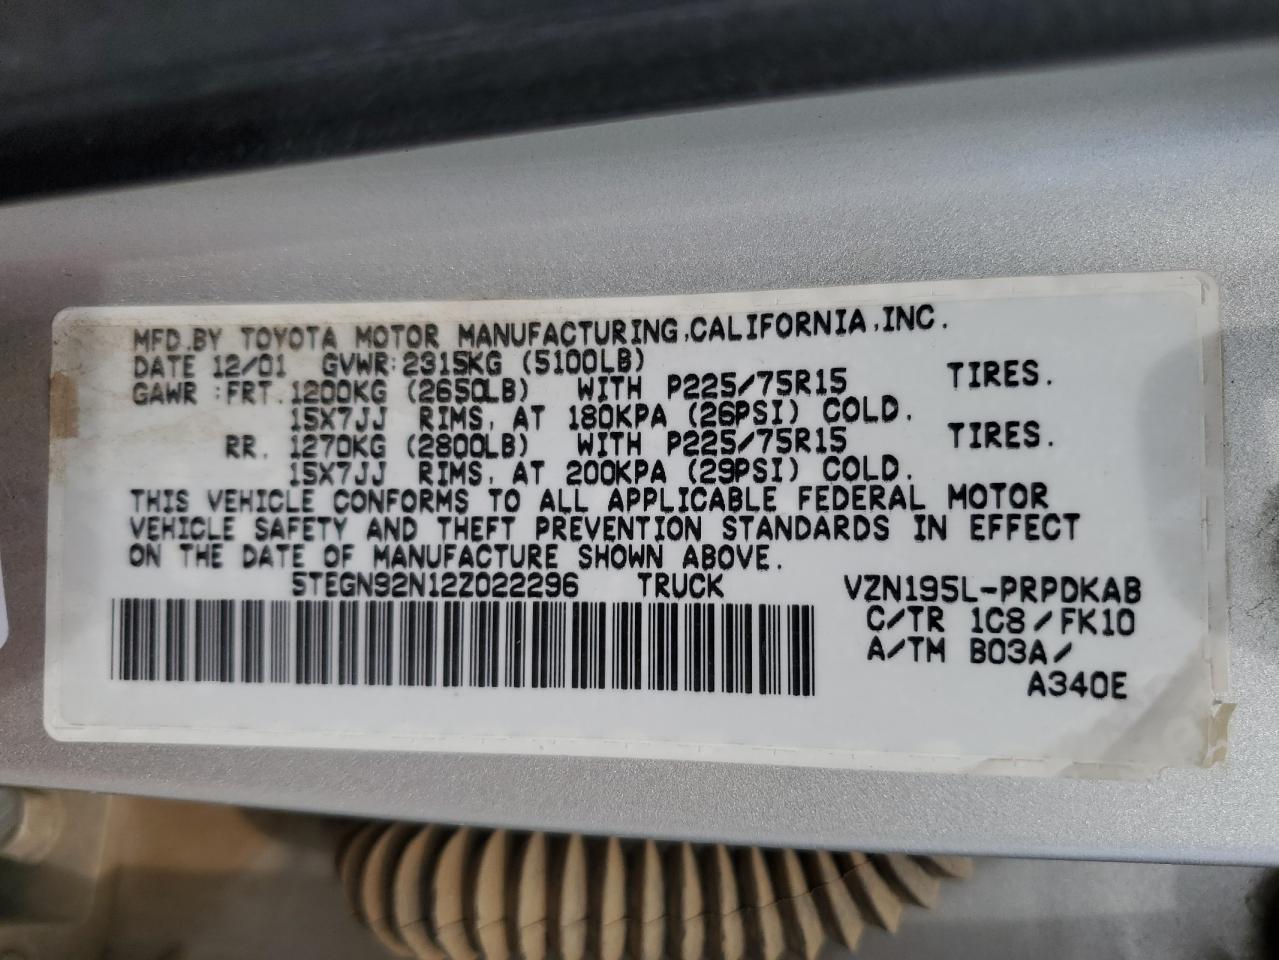 MFD.BY TOYOTA MOTOR MANUFACTURING,CALIFORNIA,INC.
DATE 12/01 GVWR:2315KG (5100LB)
GAWR :FRT. 1200KG (2650LB) WITH P225/75R15 TIRES.
15X7JJ RIMS, AT 180KPA (26PSI) COLD.
RR. 1270KG (2800LB) WITH P225/75R15 TIRES.
15X7JJ RIMS, AT 200KPA (29PSI) COLD.
THIS VEHICLE CONFORMS TO ALL APPLICABLE FEDERAL MOTOR
VEHICLE SAFETY AND THEFT PREVENTION STANDARDS IN EFFECT
ON THE DATE OF MANUFACTURE SHOWN ABOVE.
5TEGN92N12Z022296 TRUCK VZN195L-PRPDKAB
C/TR 1C8/FK10
A/TM B03A/
A340E